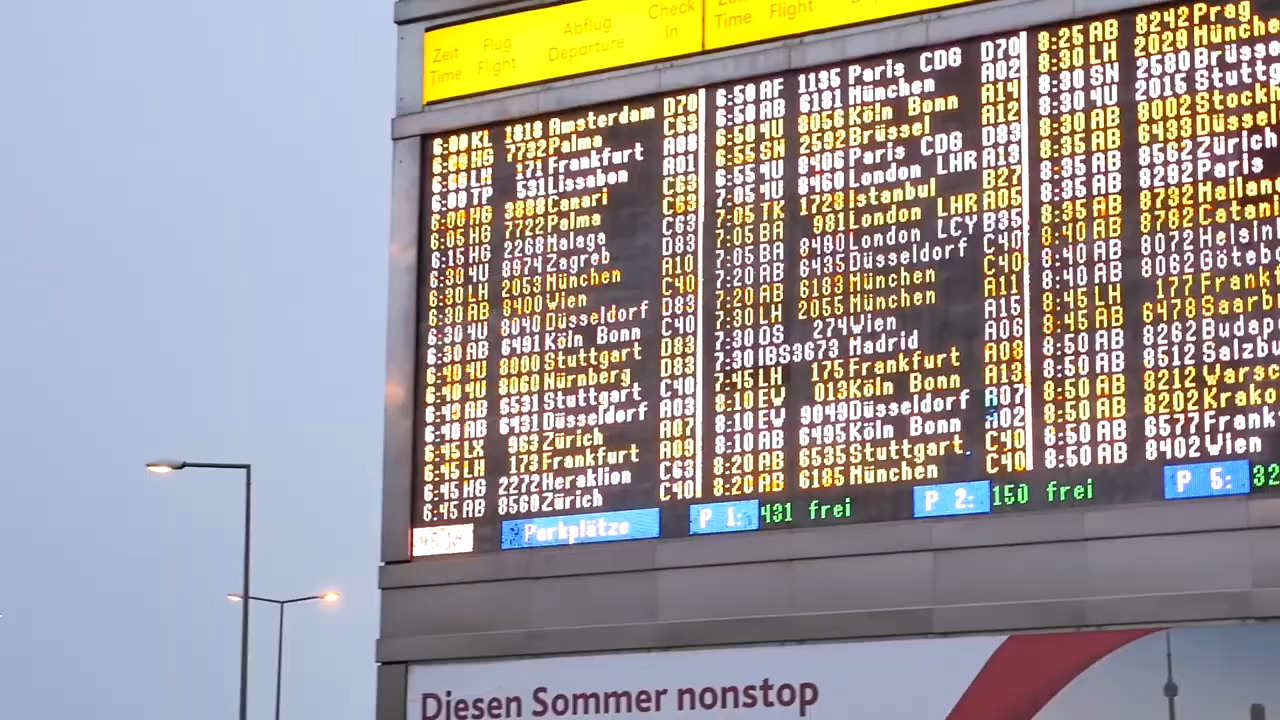 Zeit Flug Abflug Check
Time Flight Departure In
Time Flight
6:00 KL 1818 Amsterdam D70
6:00 HG 7732 Palma C63
6:00 LH 171 Frankfurt A08
6:00 TP 531 Lissabon A01
6:00 HG 3888 Canari C63
6:05 HG 7722 Palma C63
6:15 HG 2268 Malaga C63
6:30 4U 8974 Zagreb D83
6:30 LH 2053 München A10
6:30 AB 8400 Wien C40
6:30 4U 8040 Düsseldorf D83
6:30 AB 6491 Köln Bonn C40
6:40 4U 8000 Stuttgart D83
6:40 4U 8060 Nürnberg D83
6:40 AB 6531 Stuttgart C40
6:40 AB 6431 Düsseldorf A03
6:45 LX 963 Zürich A07
6:45 LH 173 Frankfurt A09
6:45 HG 2272 Heraklion C63
6:45 AB 8560 Zürich C40
6:50 AF 1135 Paris CDG D70
6:50 AB 6181 München A02
6:50 4U 8056 Köln Bonn A14
6:55 SN 2592 Brüssel A12
6:55 4U 8406 Paris CDG D83
7:05 4U 8460 London LHR A13
7:05 TK 1728 Istanbul B27
7:05 BA 981 London LHR A05
7:05 BA 8490 London LCY B35
7:20 AB 6435 Düsseldorf C40
7:20 AB 6183 München C40
7:30 LH 2055 München A11
7:30 OS 274 Wien A15
7:30 IBS3673 Madrid A06
7:45 LH 175 Frankfurt A08
8:10 EW 013 Köln Bonn A13
8:10 EW 9049 Düsseldorf A07
8:10 AB 6495 Köln Bonn A02
8:20 AB 6535 Stuttgart C40
8:20 AB 6185 München C40
8:25 AB 8242 Prag
8:30 LH 2029 Münche
8:30 SN 2580 Brüsse
8:30 4U 2015 Stuttg
8:30 AB 8002 Stockh
8:35 AB 6433 Düssel
8:35 AB 8562 Zürich
8:35 AB 8292 Paris
8:35 AB 8732 Mailand
8:40 AB 8782 Catani
8:40 AB 8072 Helsin
8:40 AB 8062 Götebo
8:45 LH 177 Frankf
8:45 AB 6478 Saarbr
8:50 AB 8262 Budap
8:50 AB 8512 Salzbu
8:50 AB 8212 Warsc
8:50 AB 8202 Krako
8:50 AB 6577 Frank
8:50 AB 8402 Wien
Parkplätze P 1: 431 frei P 2: 150 frei P 5: 32
Diesen Sommer nonstop